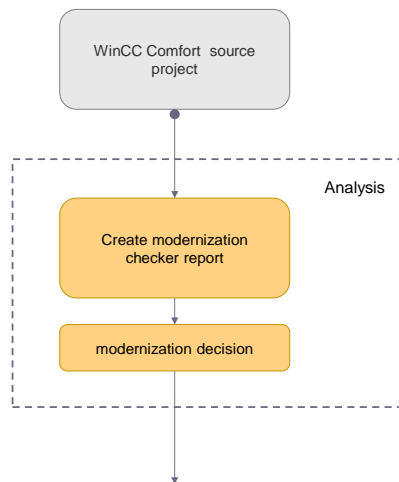 WinCC Comfort  source
project
Analysis
Create modernization
checker report
modernization decision